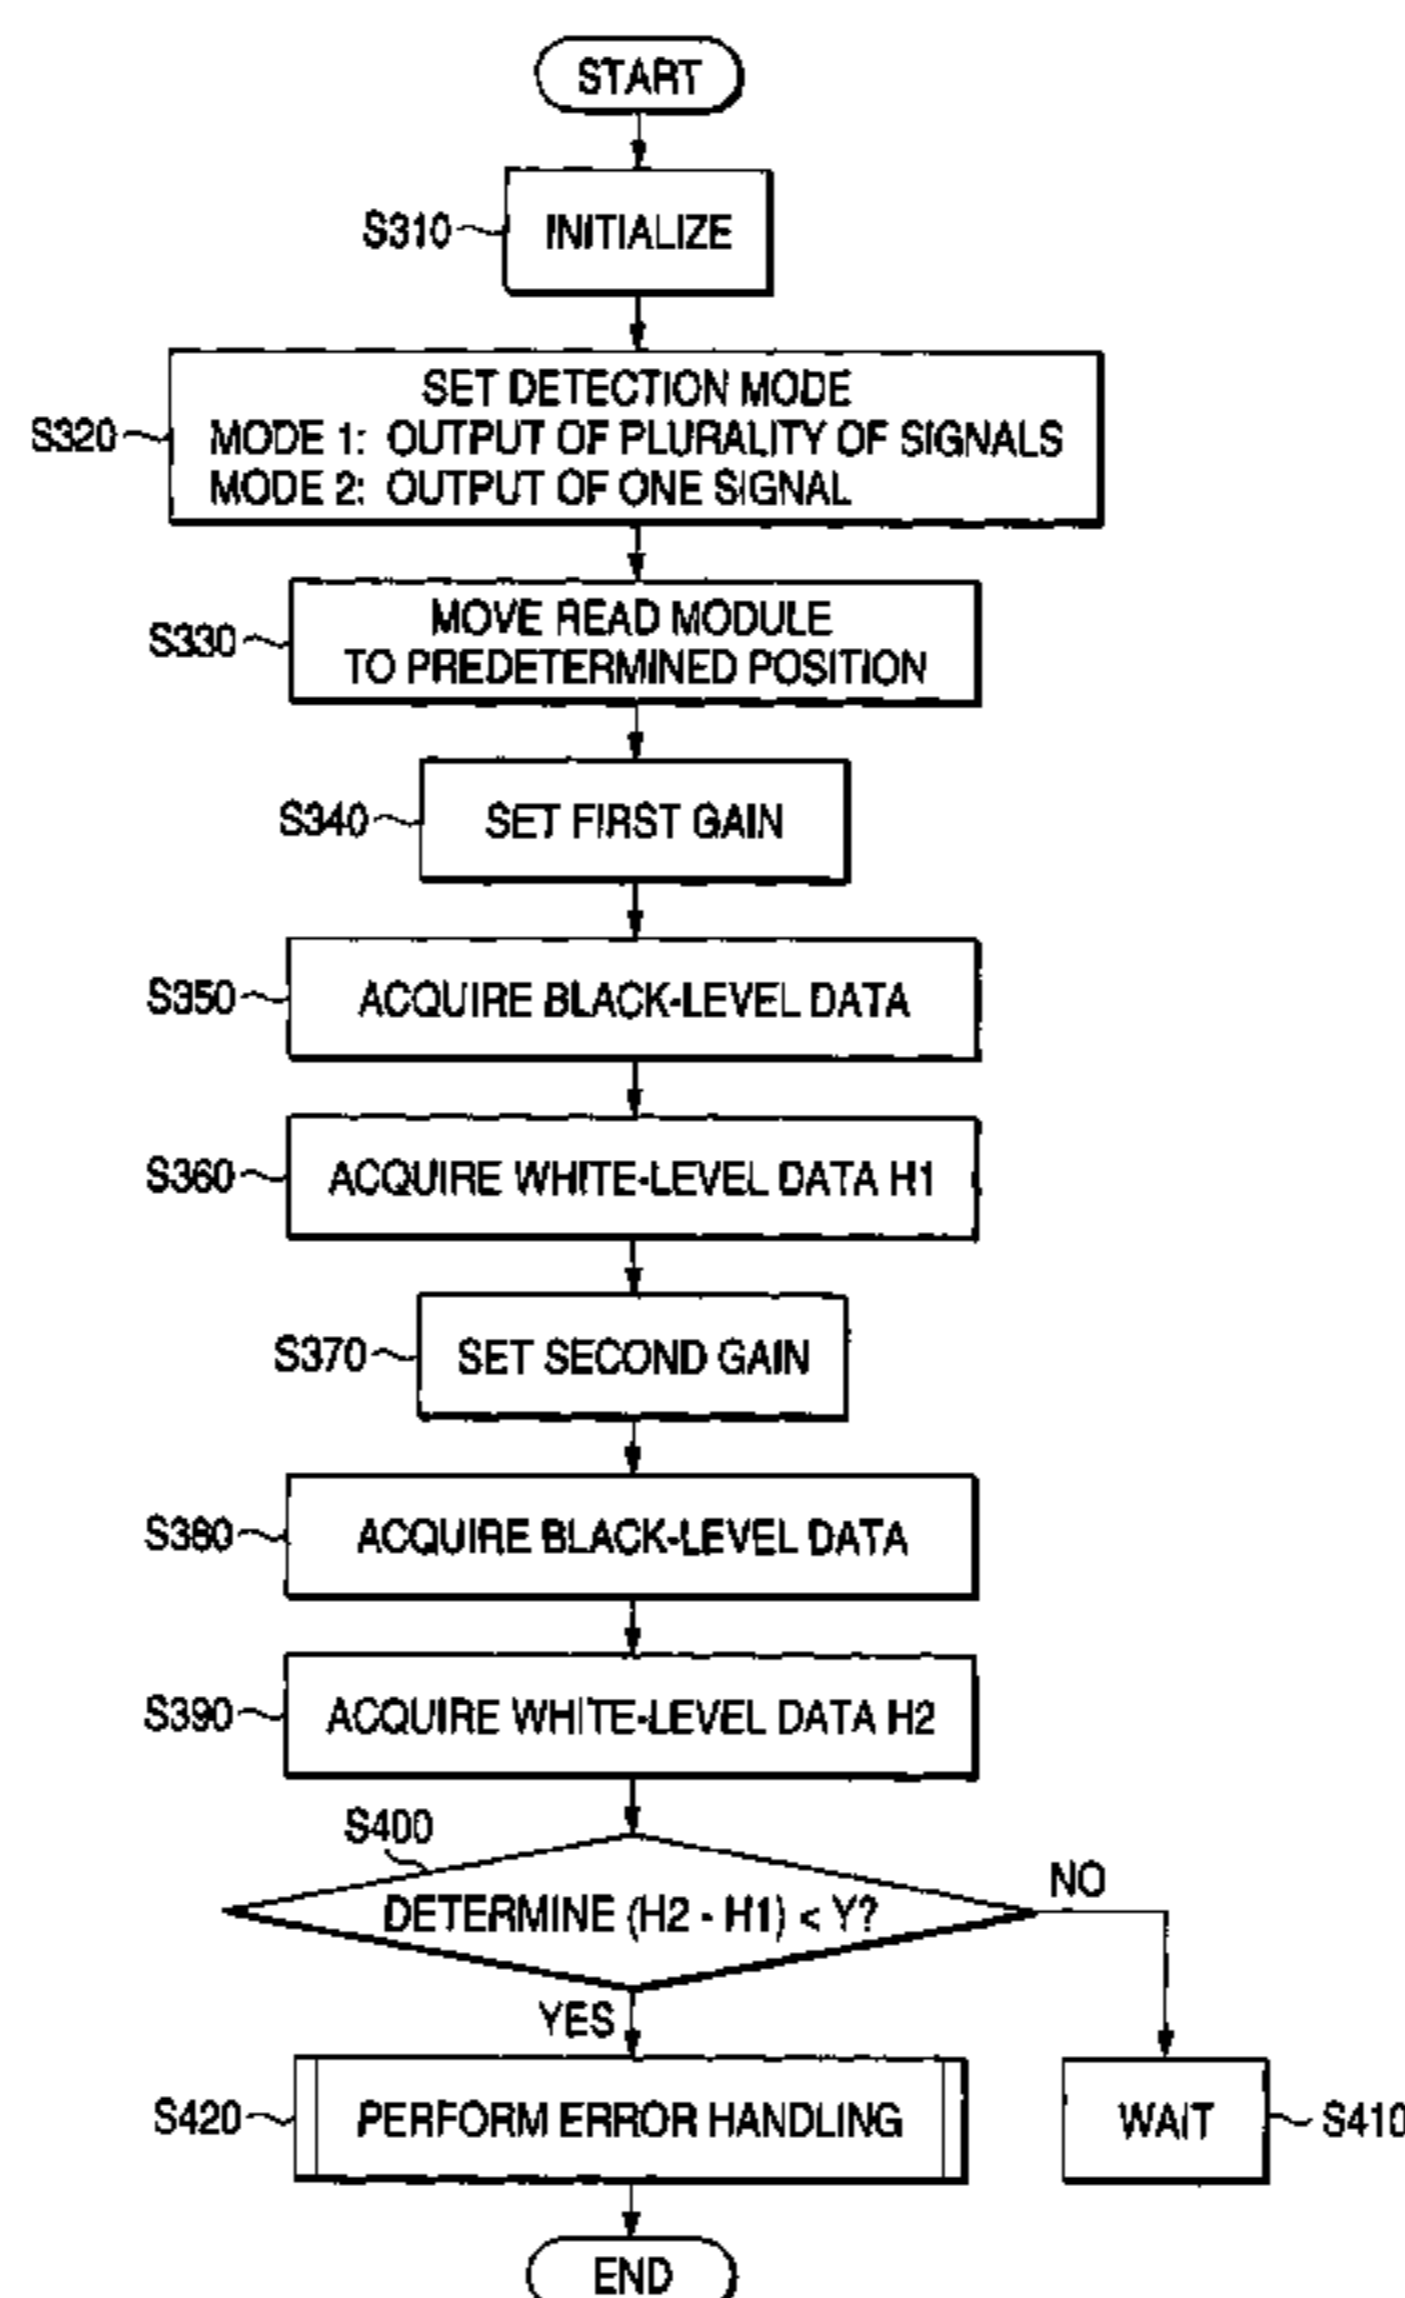 START
S310
INITIALIZE
S320
SET DETECTION MODE
MODE 1: OUTPUT OF PLURALITY OF SIGNALS
MODE 2: OUTPUT OF ONE SIGNAL
S330
MOVE READ MODULE
TO PREDETERMINED POSITION
S340
SET FIRST GAIN
S350
ACQUIRE BLACK-LEVEL DATA
S360
ACQUIRE WHITE-LEVEL DATA H1
S370
SET SECOND GAIN
S380
ACQUIRE BLACK-LEVEL DATA
S390
ACQUIRE WHITE-LEVEL DATA H2
S400
DETERMINE (H2 - H1) < Y?
NO
YES
S420
PERFORM ERROR HANDLING
WAIT
S410
END